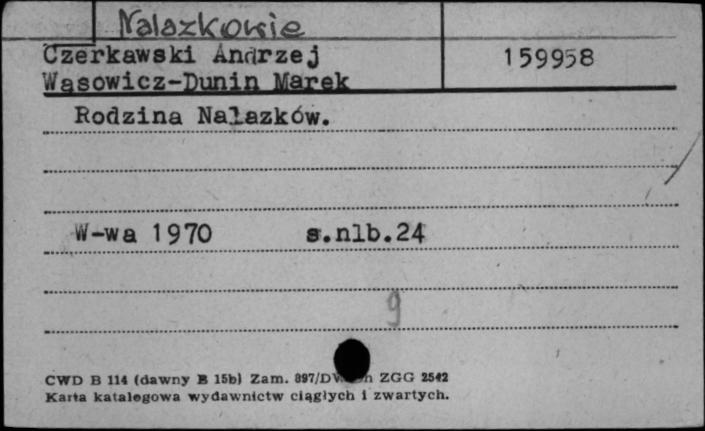 Nalazkowie
Czerkawski Andrzej 159958
Wąsowicz-Dunin Marek
Rodzina Nalazków.
W-wa 1970 s.nlb.24
9
CWD B 114 (dawny B 15b) Zam. 897/ ZGG 2542
Karta katalogowa wydawnictw ciągłych i zwartych.